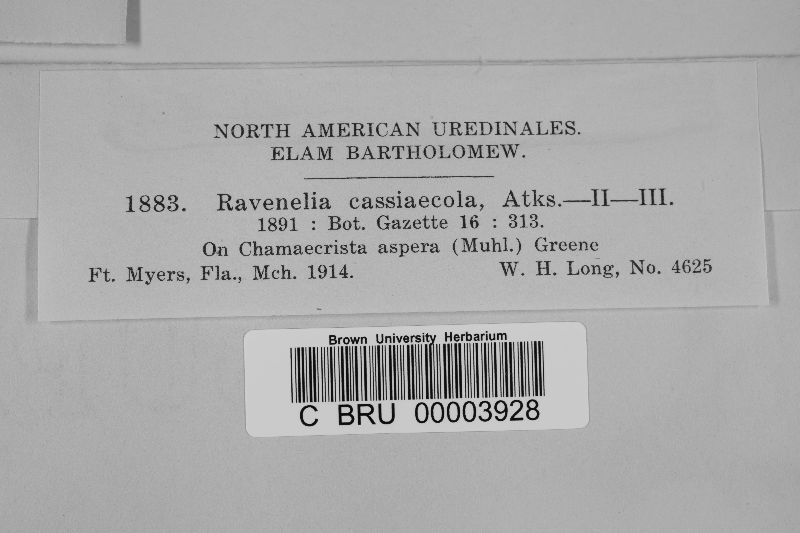 NORTH AMERICAN UREDINALES.
ELAM BARTHOLOMEW.
1883. Ravenelia cassiaecola, Atks.—II—III.
1891 : Bot. Gazette 16 : 313.
On Chamaecrista aspera (Muhl.) Greene
Ft. Myers, Fla., Mch. 1914. W. H. Long, No. 4625
Brown University Herbarium
C BRU 00003928